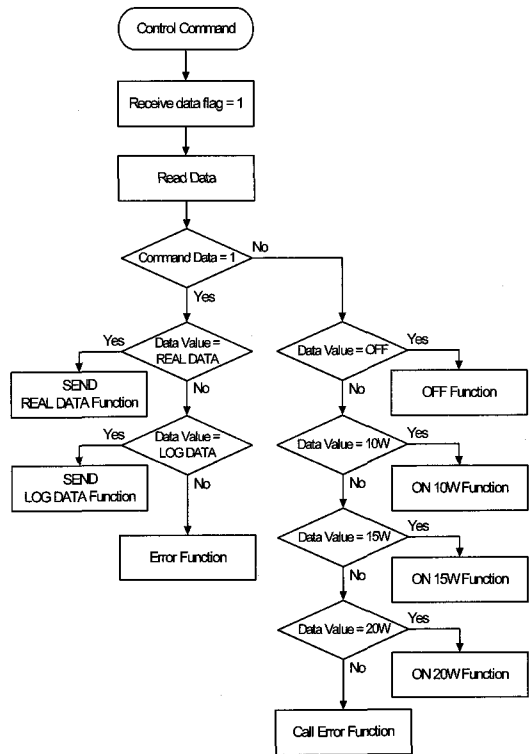 Control Command
Receive data flag = 1
Read Data
Command Data = 1
No
Yes
Yes
Data Value =
REAL DATA
Data Value = OFF
Yes
SEND
REAL DATA Function
No
No
OFF Function
Yes
Data Value =
LOG DATA
Data Value = 10W
Yes
SEND
LOG DATA Function
No
No
ON 10W Function
Error Function
Data Value = 15W
Yes
No
ON 15W Function
Data Value = 20W
Yes
No
ON 20W Function
Call Error Function